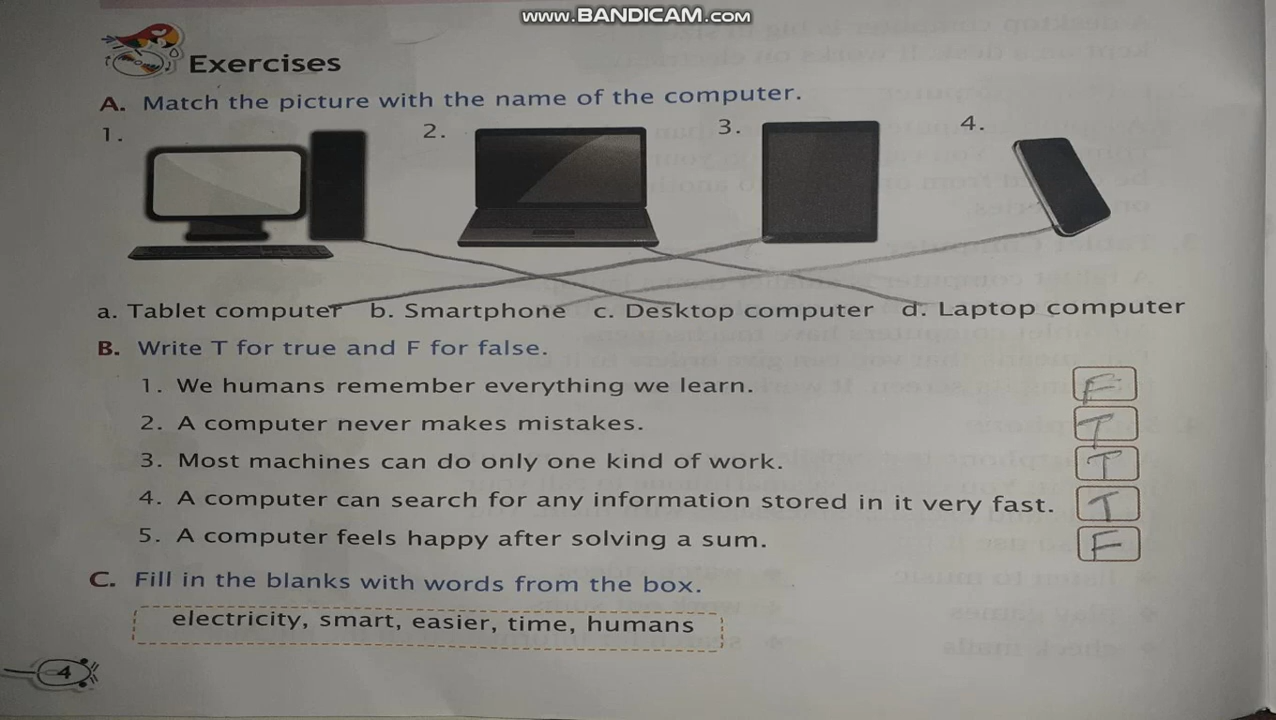 www.BANDICAM.com
Exercises
A. Match the picture with the name of the computer.
1. 2. 3. 4.
a. Tablet computer b. Smartphone c. Desktop computer d. Laptop computer
B. Write T for true and F for false.
1. We humans remember everything we learn. F
2. A computer never makes mistakes. T
3. Most machines can do only one kind of work. T
4. A computer can search for any information stored in it very fast. T
5. A computer feels happy after solving a sum. F
C. Fill in the blanks with words from the box.
electricity, smart, easier, time, humans
4